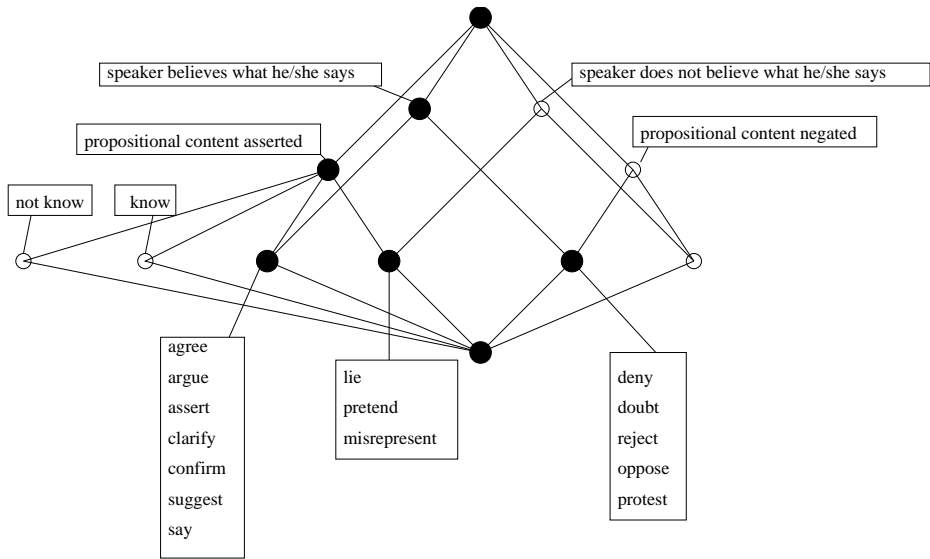 speaker believes what he/she says
speaker does not believe what he/she says
propositional content asserted
propositional content negated
not know
know
agree
argue
assert
clarify
confirm
suggest
say
lie
pretend
misrepresent
deny
doubt
reject
oppose
protest